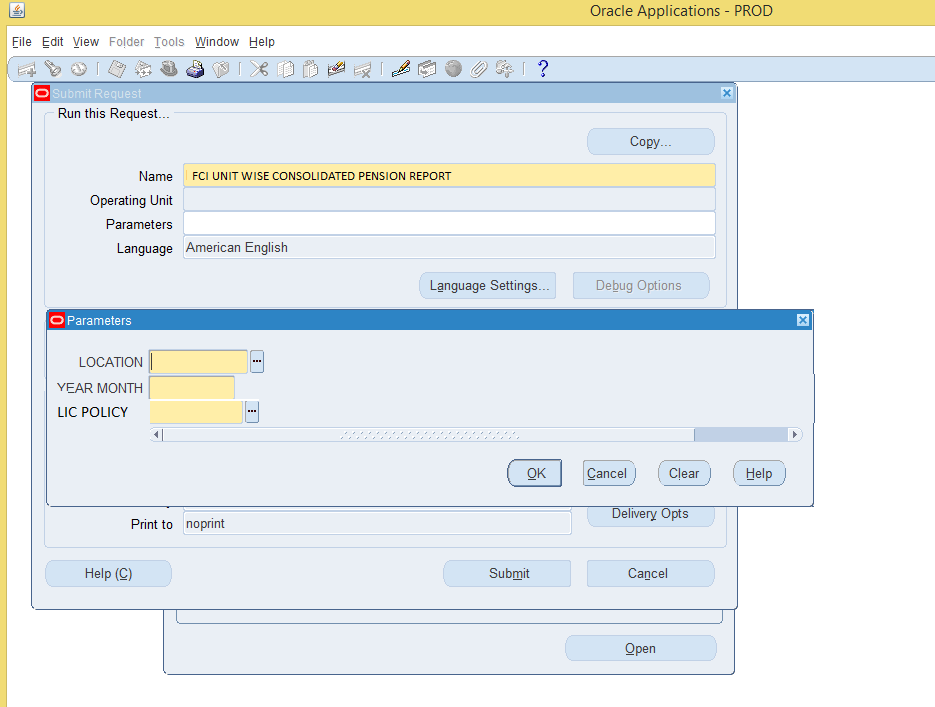 Oracle Applications - PROD
File Edit View Folder Tools Window Help
?
Submit Request
Run this Request...
Copy...
Name FCI UNIT WISE CONSOLIDATED PENSION REPORT
Operating Unit
Parameters
Language American English
Language Settings... Debug Options
Parameters
LOCATION ...
YEAR MONTH
LIC POLICY ...
OK Cancel Clear Help
Delivery Opts
Print to noprint
Help (C) Submit Cancel
Open